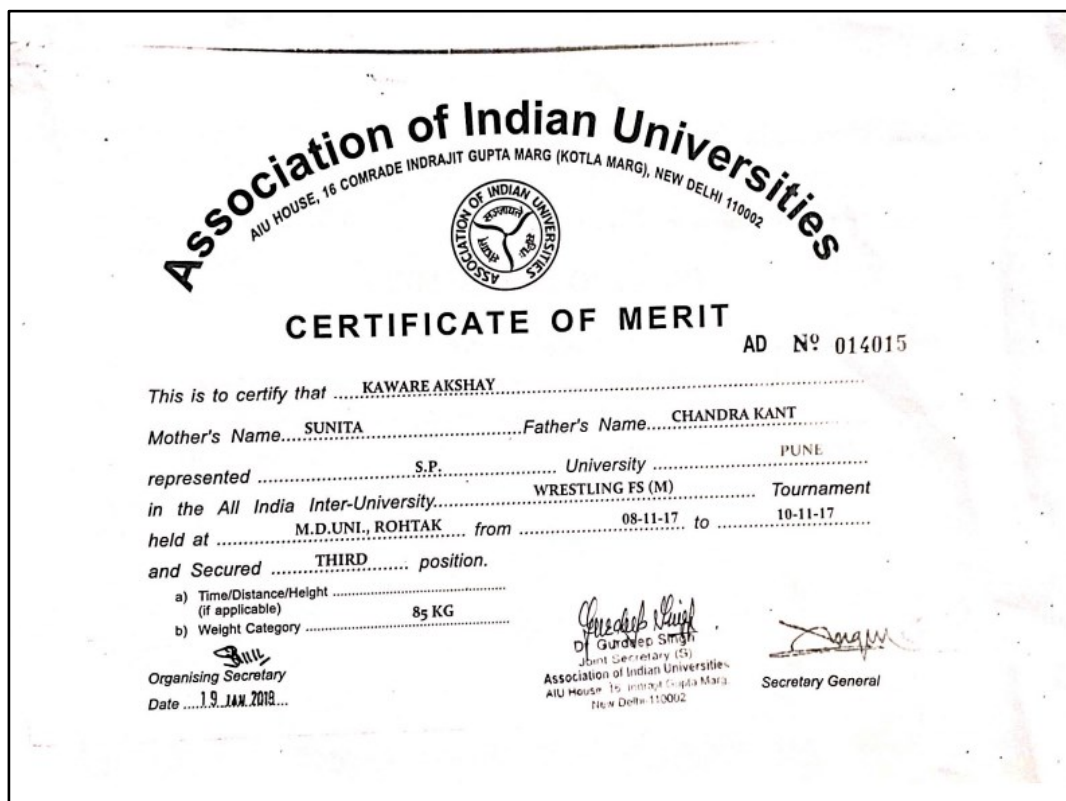 Association of Indian Universities
AIU HOUSE, 16 COMRADE INDRAJIT GUPTA MARG (KOTLA MARG), NEW DELHI 110002
ASSOCIATION OF INDIAN UNIVERSITIES
CERTIFICATE OF MERIT
AD Nº 014015
This is to certify that KAWARE AKSHAY
Mother's Name SUNITA Father's Name CHANDRA KANT
represented S.P. University PUNE
in the All India Inter-University WRESTLING FS (M) Tournament
held at M.D.UNI., ROHTAK from 08-11-17 to 10-11-17
and Secured THIRD position.
a) Time/Distance/Height
(if applicable)
b) Weight Category 85 KG
Gurdeep Singh
Dr Gurdeep Singh
Joint Secretary (S)
Association of Indian Universities
AIU House 16 Indrajit Gupta Marg
New Delhi-110002
Organising Secretary
Secretary General
Date 19 JAN 2018